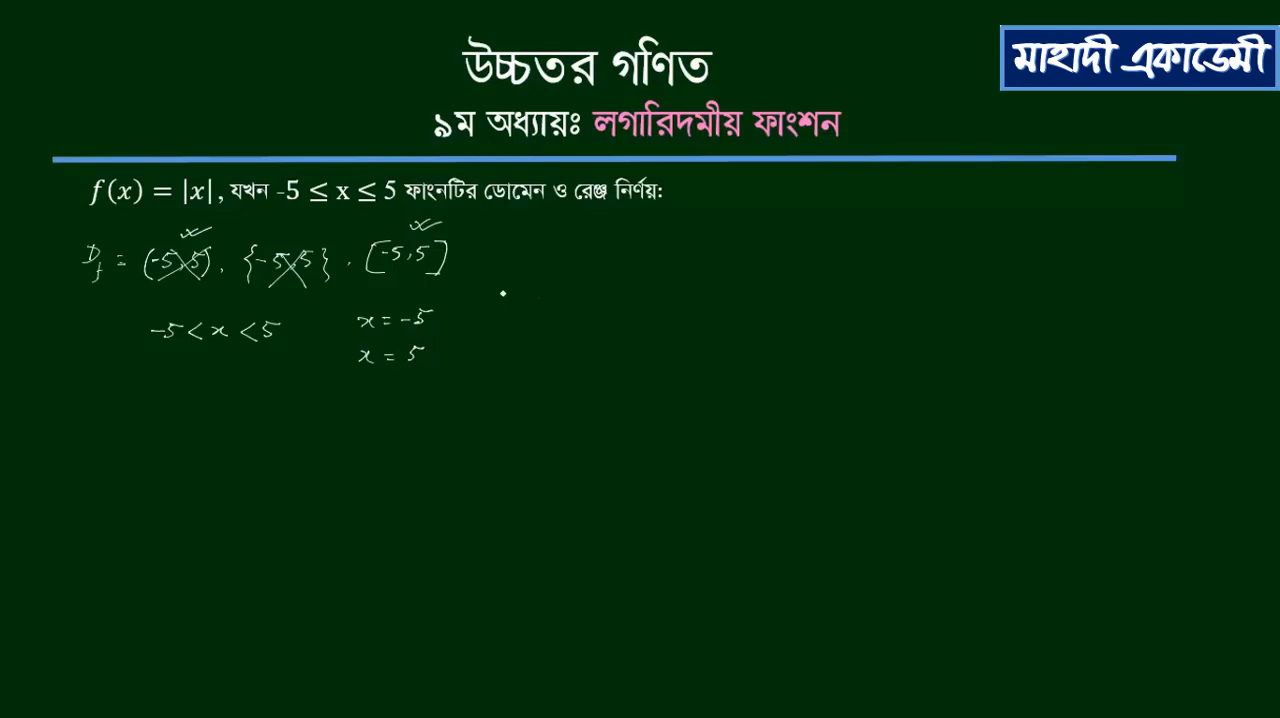 উচ্চতর গণিত
মাহাদী একাডেমী
৯ম অধ্যায়ঃ লগারিদমীয় ফাংশন
f(x) = |x|, যখন -5 ≤ x ≤ 5 ফাংনটির ডোমেন ও রেঞ্জ নির্ণয়:
D_f = (-5, 5), {-5, 5}, [-5, 5]
-5 < x < 5
x = -5
x = 5